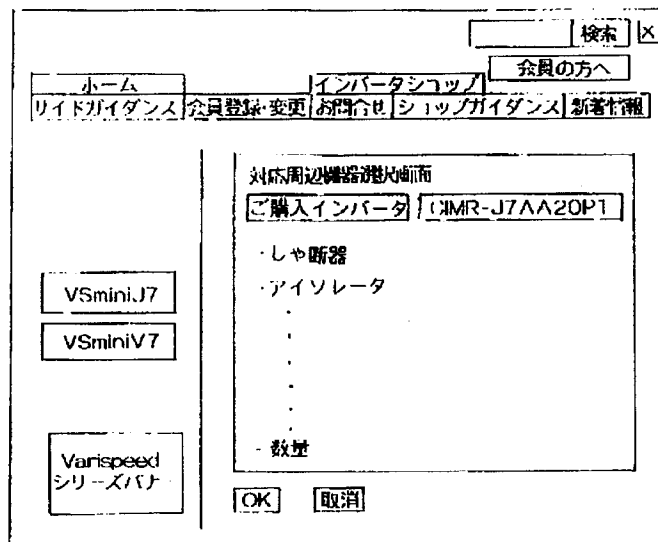 検索 X
会員の方へ
ホーム インバータショップ
リイドガイダンス 会員登録・変更 お問合せ ショップガイダンス 新着情報
対応周辺機器選択画面
ご購入インバータ CIMR-J7AA20P1
・しゃ断器
・アイソレータ
・
・
・
・
・
・数量
VSminiJ7
VSminiV7
Varispeed
シリーズバナー
OK 取消